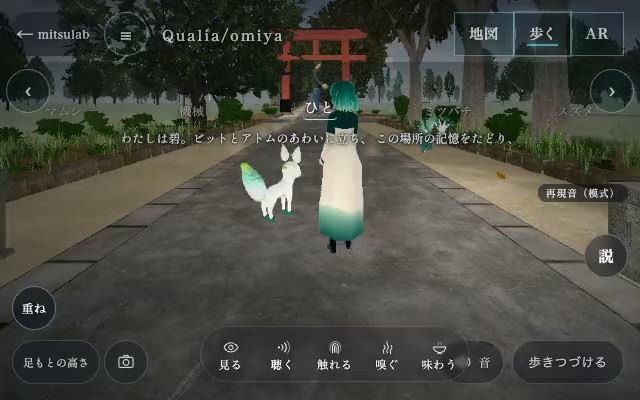 ← mitsulab
Qualia/omiya
地図
歩く
AR
マムシ
機械
ひと
ミツバチ
スズメ
わたしは碧。ビットとアトムのあわいに立ち、この場所の記憶をたどり、
再現音（模式）
説
重ね
足もとの高さ
見る
聴く
触れる
嗅ぐ
味わう
音
歩きつづける